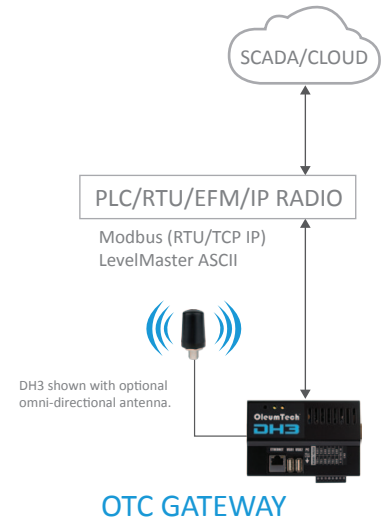 SCADA/CLOUD
PLC/RTU/EFM/IP RADIO
Modbus (RTU/TCP IP)
LevelMaster ASCII
DH3 shown with optional
omni-directional antenna.
OleumTech
DH3
ETHERNET
OTC GATEWAY